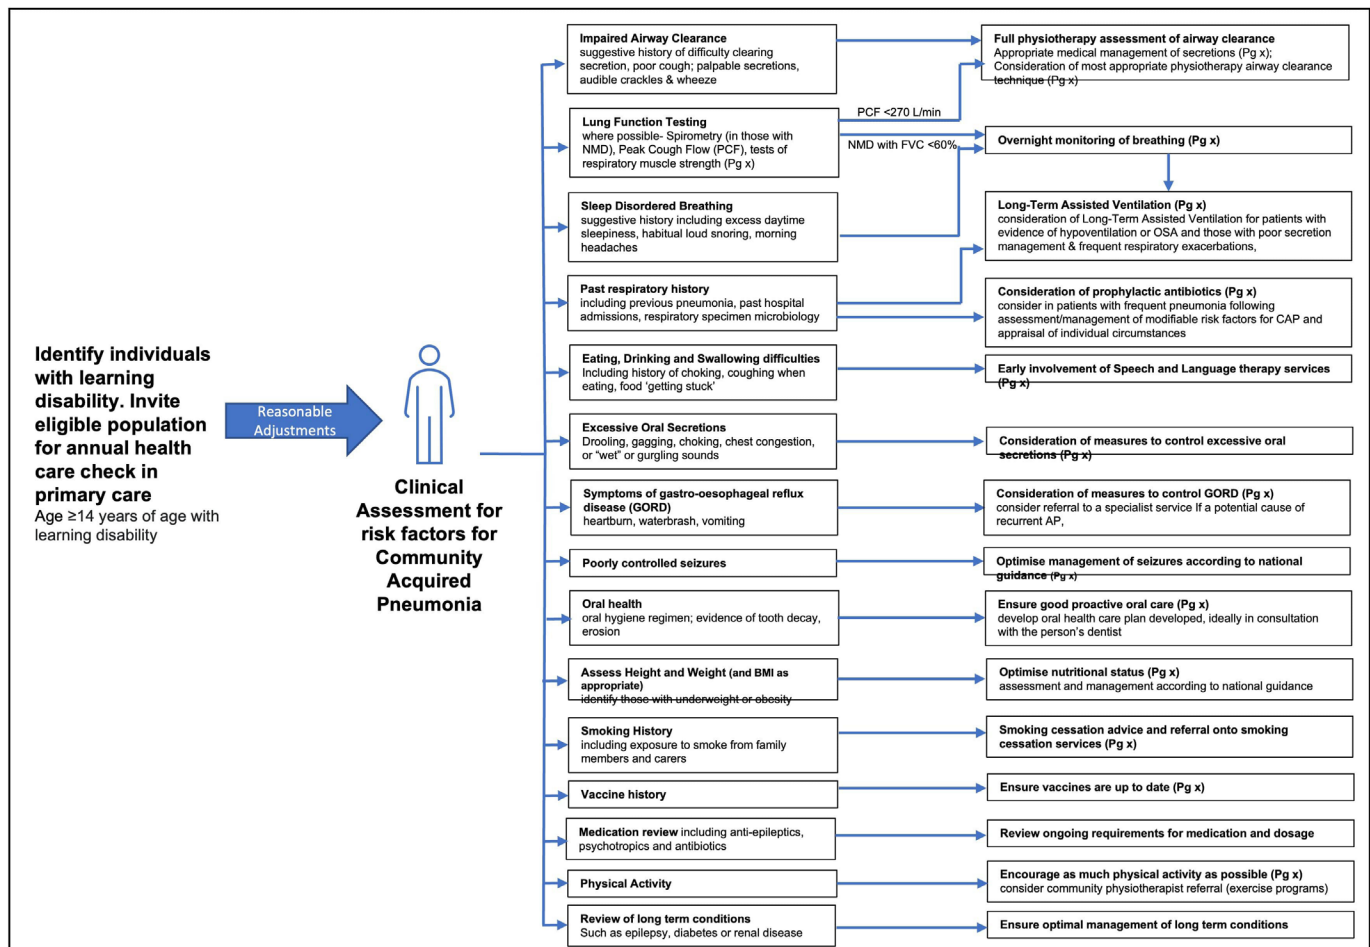 Identify individuals
with learning
disability. Invite
eligible population
for annual health
care check in
primary care
Age ≥14 years of age with
learning disability
Reasonable
Adjustments
Clinical
Assessment for
risk factors for
Community
Acquired
Pneumonia
Impaired Airway Clearance
suggestive history of difficulty clearing
secretion, poor cough; palpable secretions,
audible crackles & wheeze
Full physiotherapy assessment of airway clearance
Appropriate medical management of secretions (Pg x);
Consideration of most appropriate physiotherapy airway clearance
technique (Pg x)
Lung Function Testing
where possible- Spirometry (in those with
NMD), Peak Cough Flow (PCF), tests of
respiratory muscle strength (Pg x)
PCF <270 L/min
NMD with FVC <60%
Overnight monitoring of breathing (Pg x)
Sleep Disordered Breathing
suggestive history including excess daytime
sleepiness, habitual loud snoring, morning
headaches
Long-Term Assisted Ventilation (Pg x)
consideration of Long-Term Assisted Ventilation for patients with
evidence of hypoventilation or OSA and those with poor secretion
management & frequent respiratory exacerbations,
Past respiratory history
including previous pneumonia, past hospital
admissions, respiratory specimen microbiology
Consideration of prophylactic antibiotics (Pg x)
consider in patients with frequent pneumonia following
assessment/management of modifiable risk factors for CAP and
appraisal of individual circumstances
Eating, Drinking and Swallowing difficulties
Including history of choking, coughing when
eating, food ‘getting stuck’
Early involvement of Speech and Language therapy services
(Pg x)
Excessive Oral Secretions
Drooling, gagging, choking, chest congestion,
or “wet” or gurgling sounds
Consideration of measures to control excessive oral
secretions (Pg x)
Symptoms of gastro-oesophageal reflux
disease (GORD)
heartburn, waterbrash, vomiting
Consideration of measures to control GORD (Pg x)
consider referral to a specialist service If a potential cause of
recurrent AP,
Poorly controlled seizures
Optimise management of seizures according to national
guidance (Pg x)
Oral health
oral hygiene regimen; evidence of tooth decay,
erosion
Ensure good proactive oral care (Pg x)
develop oral health care plan developed, ideally in consultation
with the person’s dentist
Assess Height and Weight (and BMI as
appropriate)
identify those with underweight or obesity
Optimise nutritional status (Pg x)
assessment and management according to national guidance
Smoking History
including exposure to smoke from family
members and carers
Smoking cessation advice and referral onto smoking
cessation services (Pg x)
Vaccine history
Ensure vaccines are up to date (Pg x)
Medication review including anti-epileptics,
psychotropics and antibiotics
Review ongoing requirements for medication and dosage
Physical Activity
Encourage as much physical activity as possible (Pg x)
consider community physiotherapist referral (exercise programs)
Review of long term conditions
Such as epilepsy, diabetes or renal disease
Ensure optimal management of long term conditions